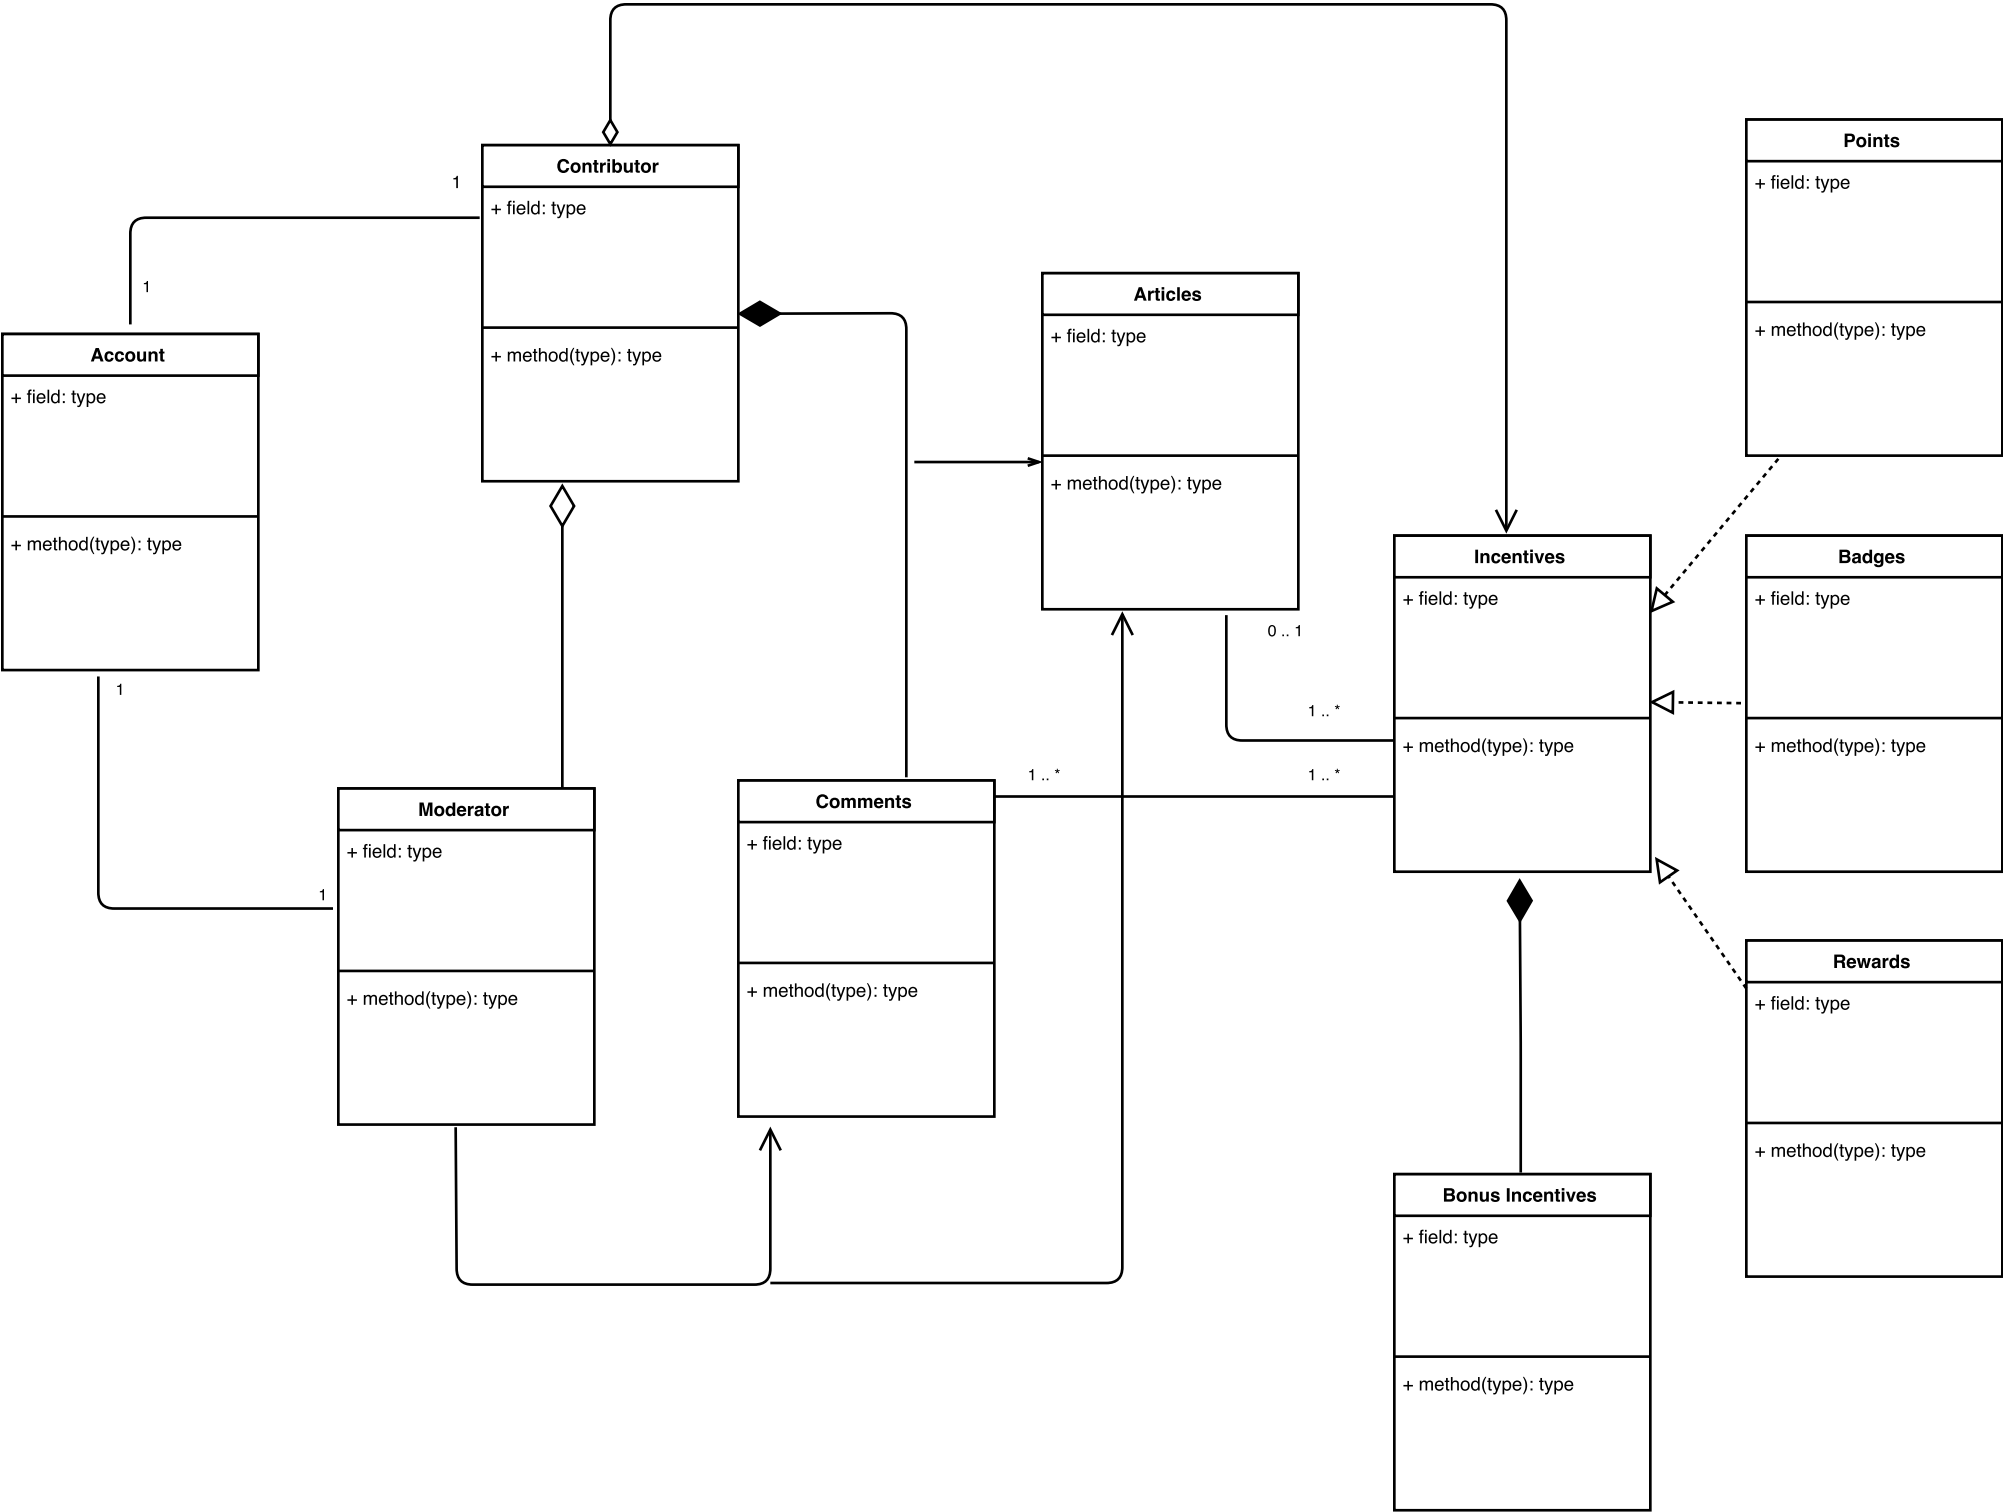 Contributor
+ field: type
+ method(type): type
1
1
Account
+ field: type
+ method(type): type
1
1
Moderator
+ field: type
+ method(type): type
Comments
+ field: type
+ method(type): type
Articles
+ field: type
+ method(type): type
0 .. 1
1 .. *
1 .. *
1 .. *
Incentives
+ field: type
+ method(type): type
Points
+ field: type
+ method(type): type
Badges
+ field: type
+ method(type): type
Rewards
+ field: type
+ method(type): type
Bonus Incentives
+ field: type
+ method(type): type